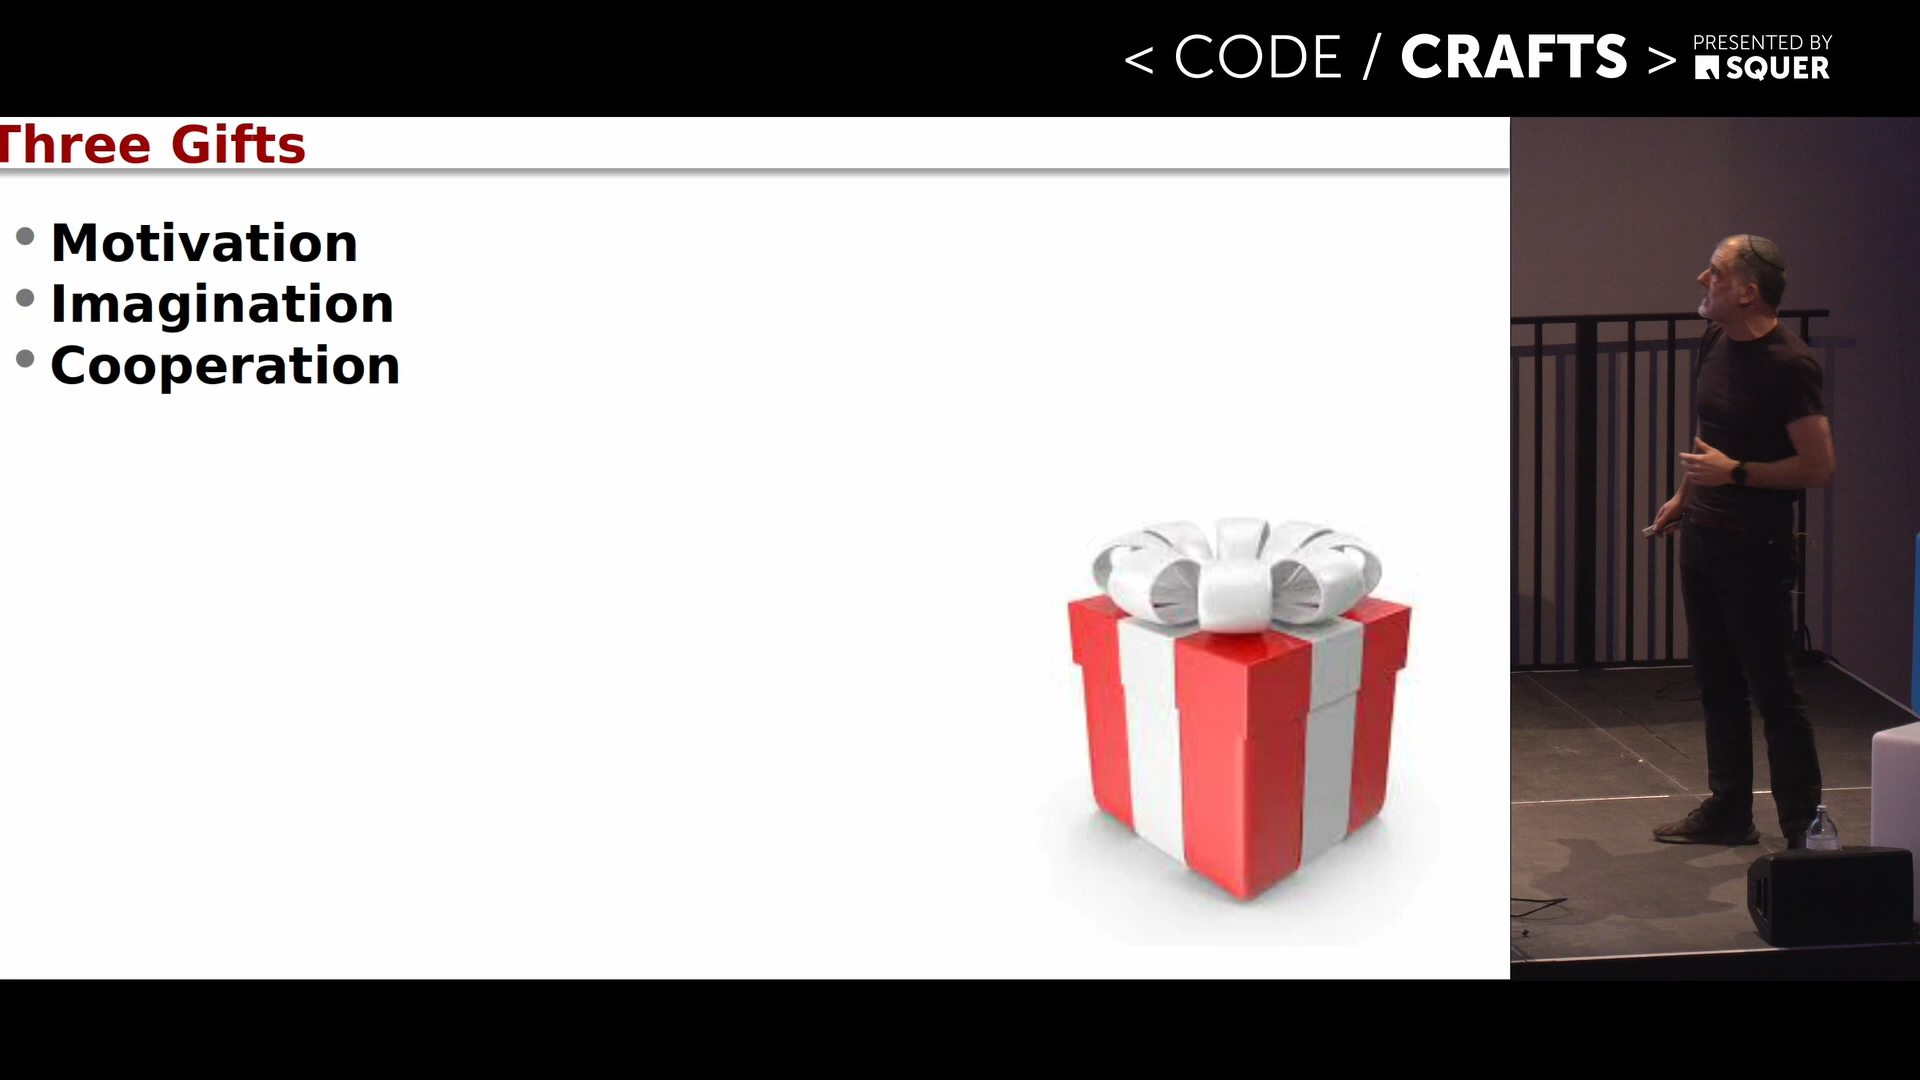 < CODE / CRAFTS >
PRESENTED BY
SQUER
Three Gifts
• Motivation
• Imagination
• Cooperation